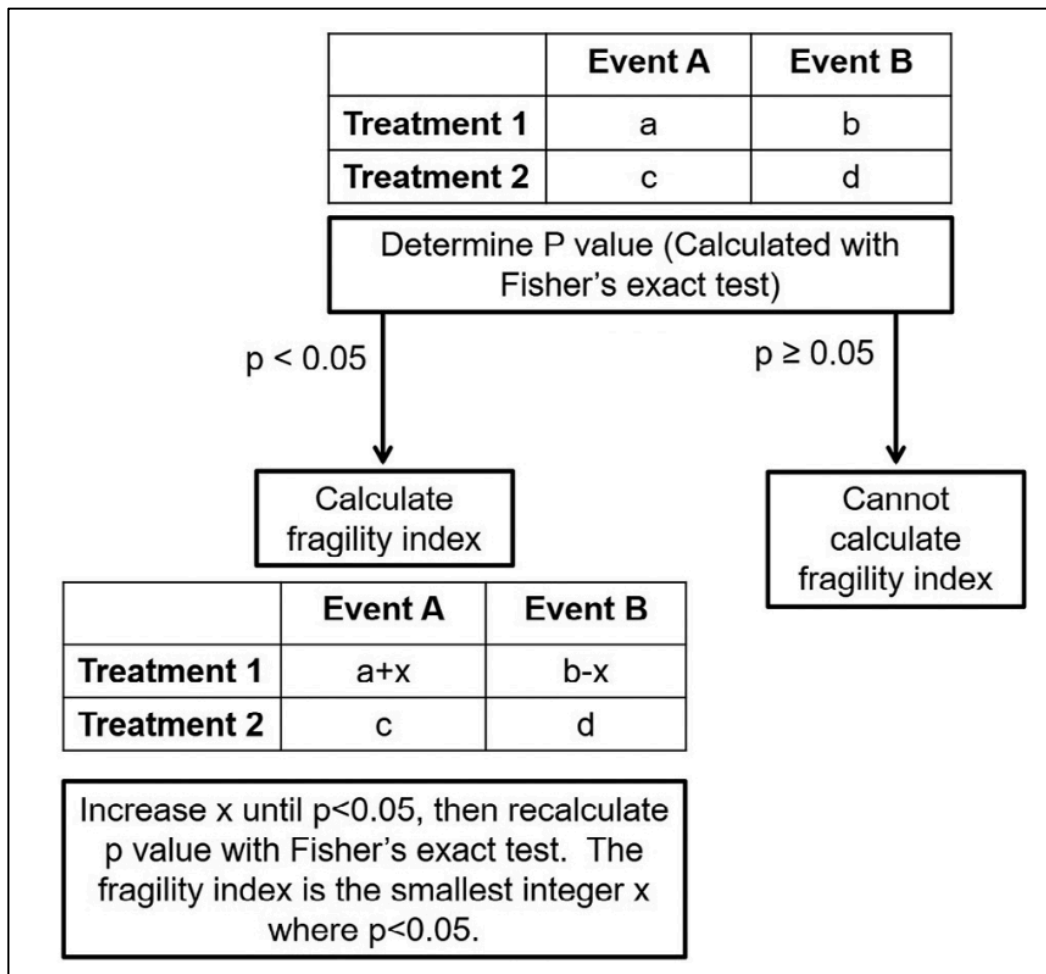 Event A Event B
Treatment 1 a b
Treatment 2 c d
Determine P value (Calculated with
Fisher's exact test)
p < 0.05
p ≥ 0.05
Calculate
fragility index
Cannot
calculate
fragility index
Event A Event B
Treatment 1 a+x b-x
Treatment 2 c d
Increase x until p<0.05, then recalculate
p value with Fisher's exact test. The
fragility index is the smallest integer x
where p<0.05.